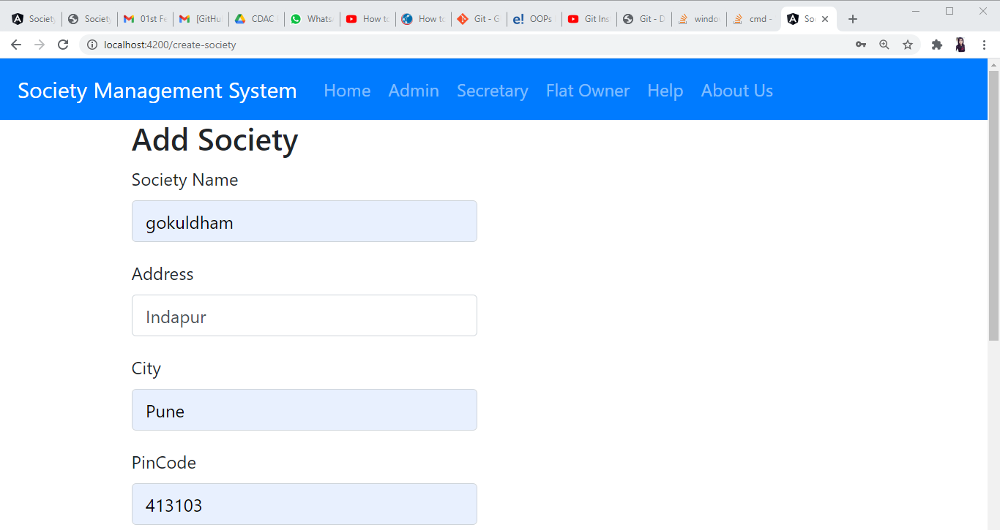 Society Society 01st Fe [GitHu CDAC Whats How to How to Git - G e! OOPs Git Ins Git - D windo cmd - So
localhost:4200/create-society
Society Management System Home Admin Secretary Flat Owner Help About Us
Add Society
Society Name
gokuldham
Address
Indapur
City
Pune
PinCode
413103